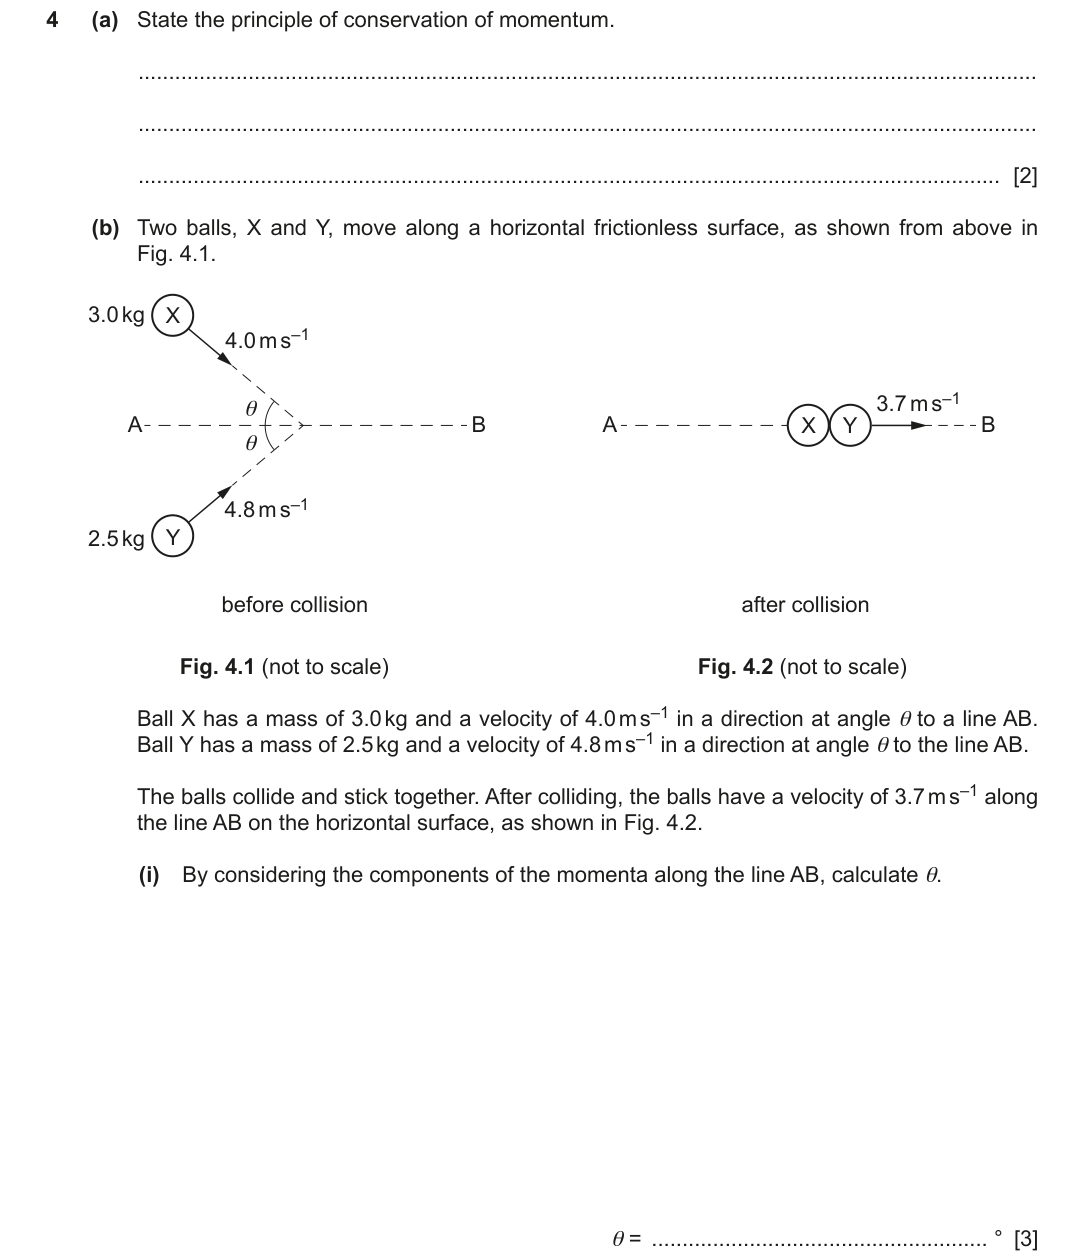 4 (a) State the principle of conservation of momentum.
..........................................................................................................................................
..........................................................................................................................................
..................................................................................................................................... [2]
(b) Two balls, X and Y, move along a horizontal frictionless surface, as shown from above in
Fig. 4.1.
3.0 kg X
4.0 m s⁻¹
θ
A B
θ
4.8 m s⁻¹
2.5 kg Y
before collision
Fig. 4.1 (not to scale)
3.7 m s⁻¹
A X Y B
after collision
Fig. 4.2 (not to scale)
Ball X has a mass of 3.0 kg and a velocity of 4.0 m s⁻¹ in a direction at angle θ to a line AB.
Ball Y has a mass of 2.5 kg and a velocity of 4.8 m s⁻¹ in a direction at angle θ to the line AB.
The balls collide and stick together. After colliding, the balls have a velocity of 3.7 m s⁻¹ along
the line AB on the horizontal surface, as shown in Fig. 4.2.
(i) By considering the components of the momenta along the line AB, calculate θ.
θ = ....................................................... ° [3]